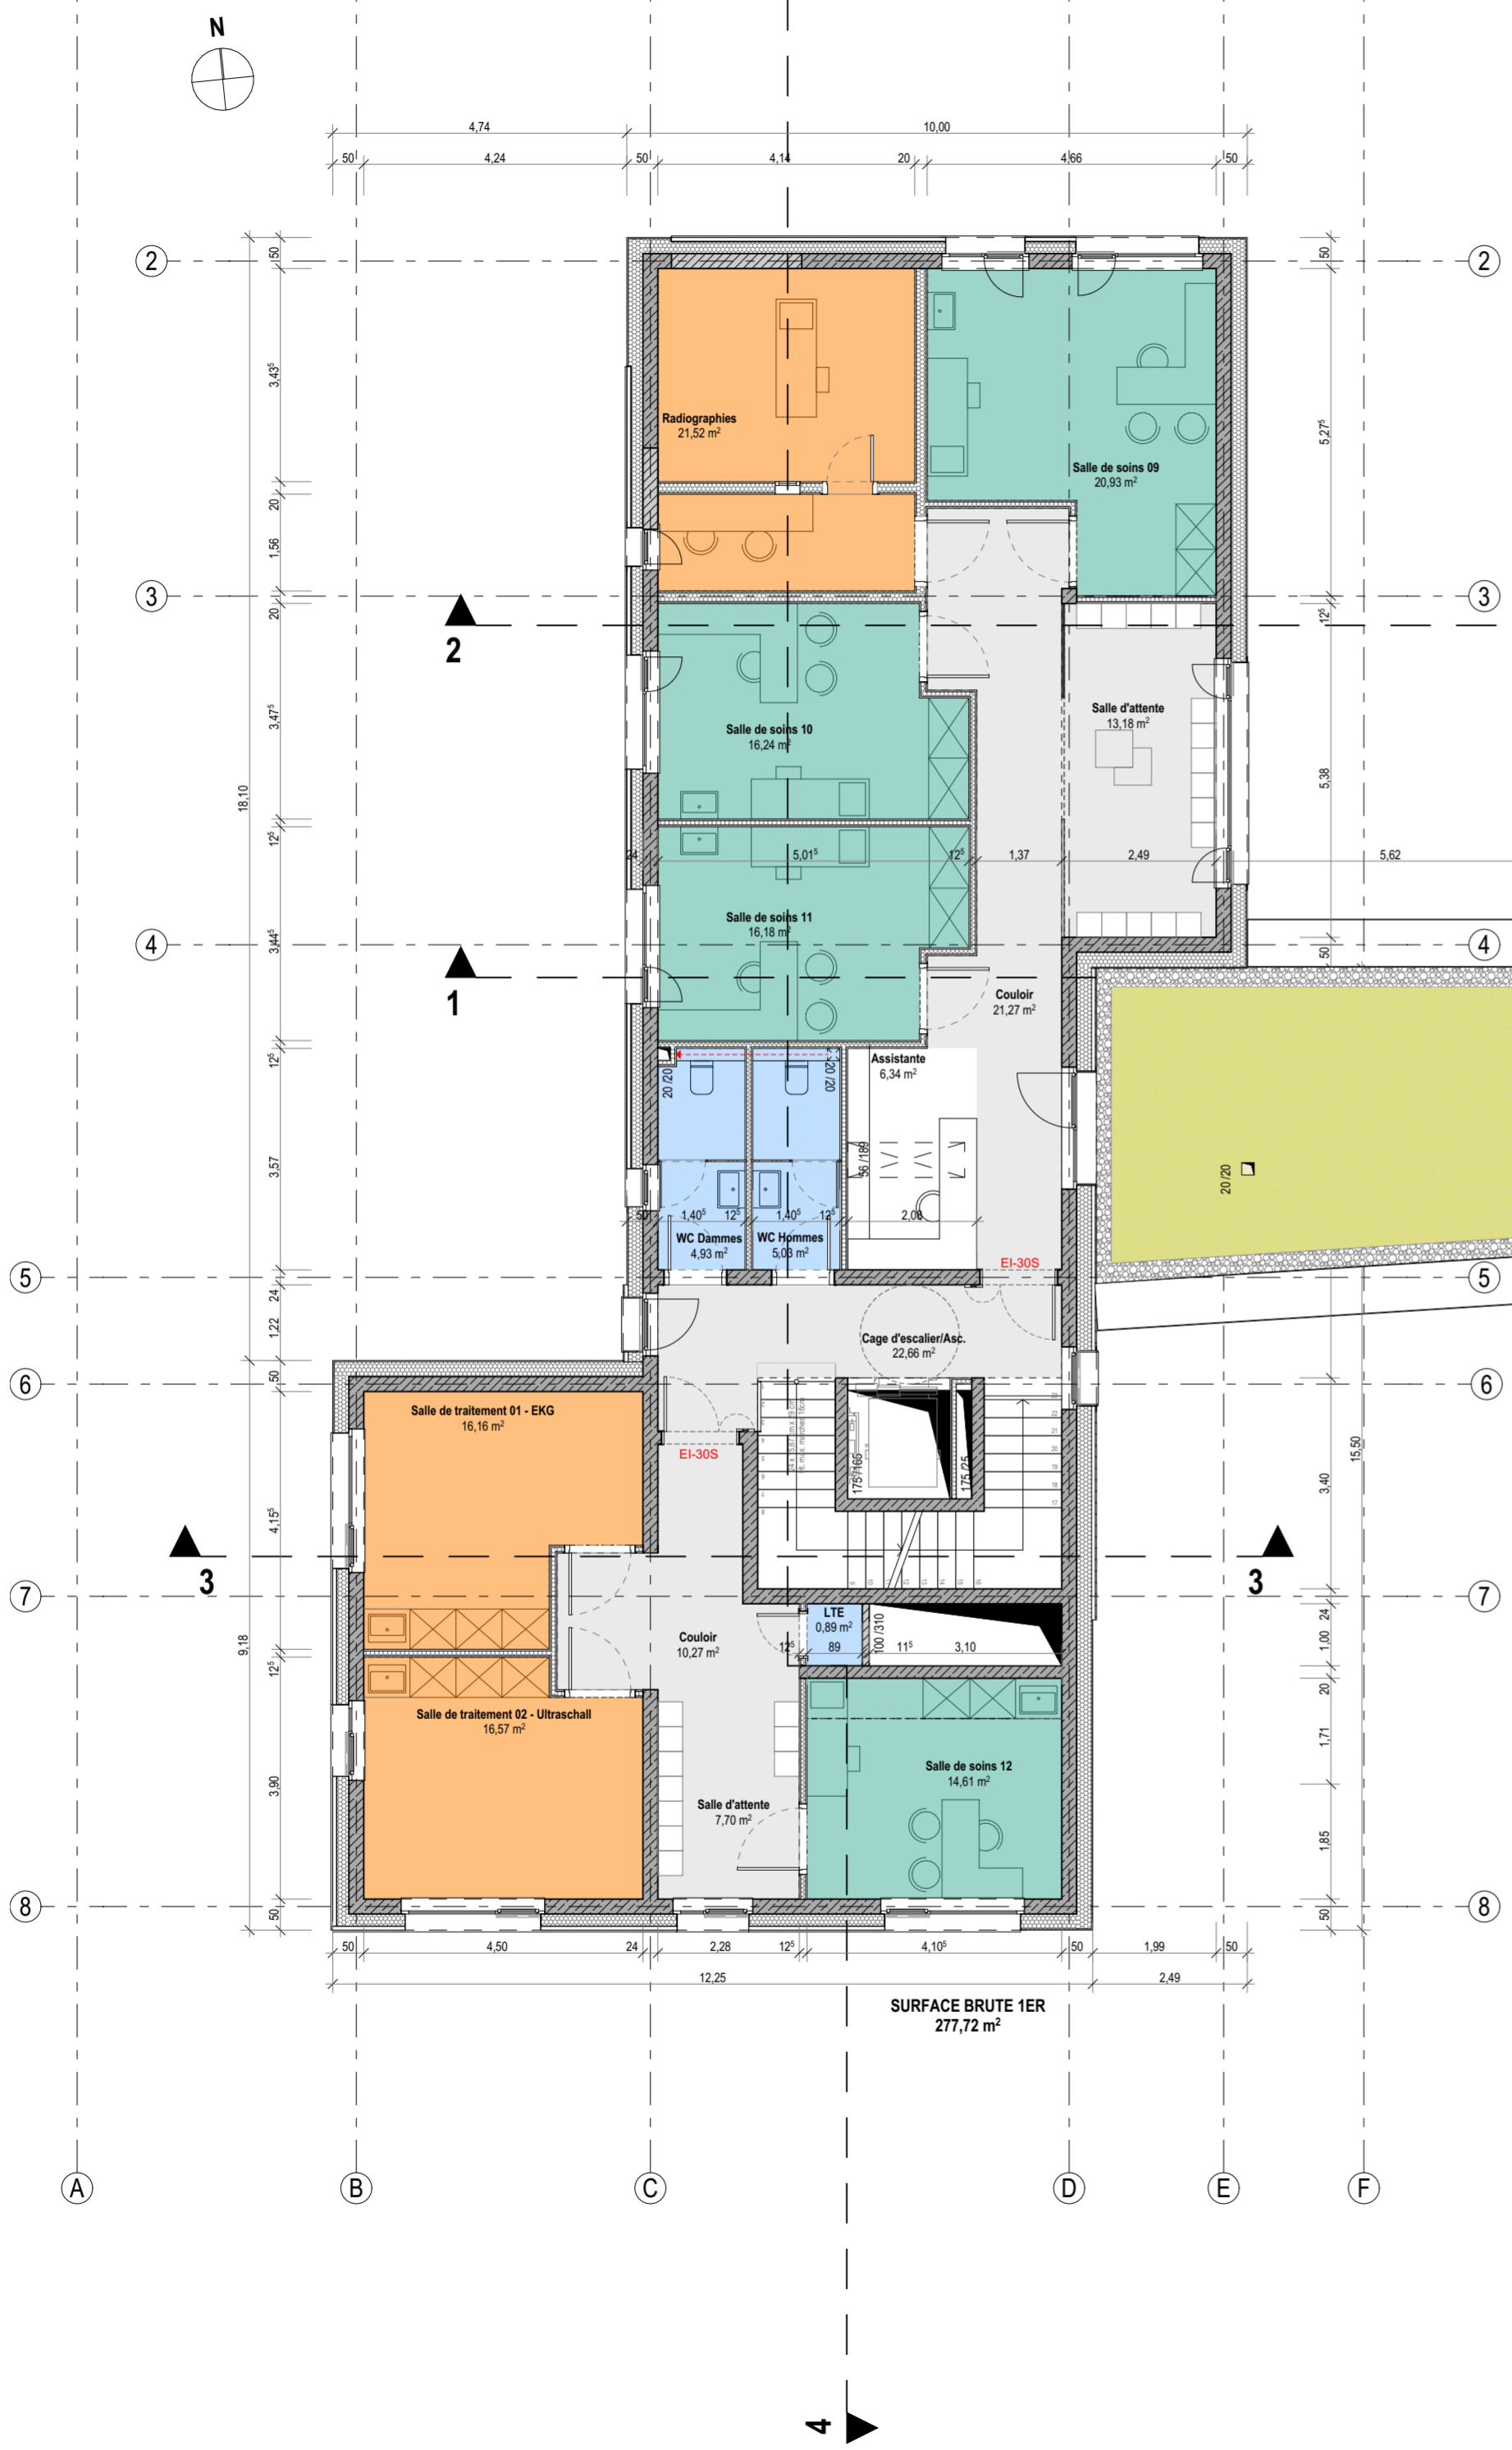 N
4,74
10,00
50
4,24
50
4,14
20
4,66
50
2
2
50
50
3,43⁵
5,27⁵
Radiographies
21,52 m²
Salle de soins 09
20,93 m²
20
1,56
3
3
20
12⁵
2
Salle d'attente
13,18 m²
3,47⁵
Salle de soins 10
16,24 m²
18,10
5,38
12⁵
24
5,01⁵
12⁵
1,37
2,49
5,62
Salle de soins 11
16,18 m²
3,44⁵
4
4
50
1
Couloir
21,27 m²
12⁵
Assistante
6,34 m²
20 /20
20 /20
56 /189
3,57
20 /20
50
1,40⁵
12⁵
1,40⁵
12⁵
2,08
WC Dammes
4,93 m²
WC Hommes
5,03 m²
EI-30S
5
5
24
1,22
Cage d'escalier/Asc.
22,66 m²
50
6
6
Salle de traitement 01 - EKG
16,16 m²
EI-30S
175 /165
175 /25
15,50
3,40
4,15⁵
3
3
7
7
LTE
0,89 m²
100 /310
24
1,00
9,18
Couloir
10,27 m²
12⁵
89
11⁵
3,10
12⁵
20
Salle de traitement 02 - Ultraschall
16,57 m²
1,71
Salle de soins 12
14,61 m²
3,90
Salle d'attente
7,70 m²
1,85
8
8
50
50
50
4,50
24
2,28
12⁵
4,10⁵
50
1,99
50
12,25
2,49
SURFACE BRUTE 1ER
277,72 m²
A
B
C
D
E
F
4